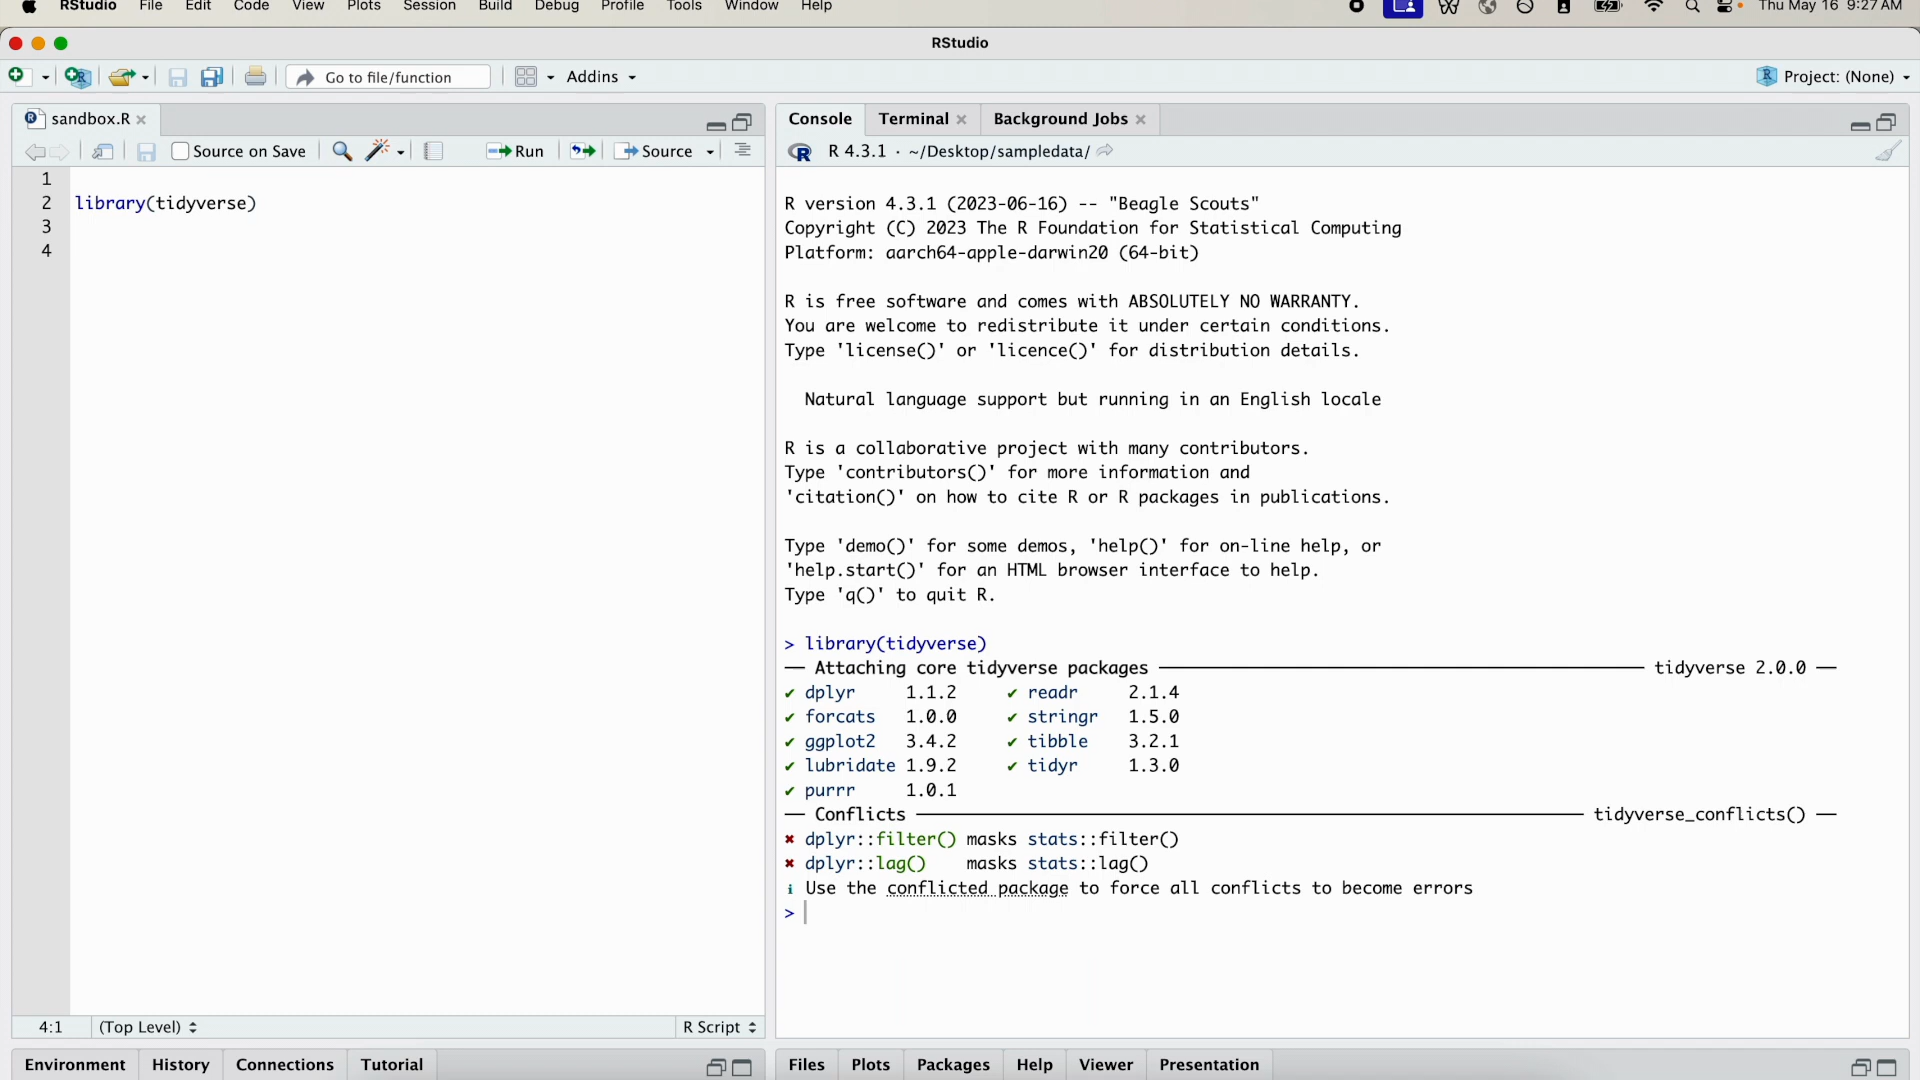 RStudio File Edit Code View Plots Session Build Debug Profile Tools Window Help Thu May 16 9:27 AM
RStudio
Go to file/function Addins Project: (None)
sandbox.R
Source on Save Run Source
1
2 library(tidyverse)
3
4
4:1 (Top Level) R Script
Environment History Connections Tutorial
Console Terminal Background Jobs
R 4.3.1 · ~/Desktop/sampledata/
R version 4.3.1 (2023-06-16) -- "Beagle Scouts"
Copyright (C) 2023 The R Foundation for Statistical Computing
Platform: aarch64-apple-darwin20 (64-bit)
R is free software and comes with ABSOLUTELY NO WARRANTY.
You are welcome to redistribute it under certain conditions.
Type 'license()' or 'licence()' for distribution details.
Natural language support but running in an English locale
R is a collaborative project with many contributors.
Type 'contributors()' for more information and
'citation()' on how to cite R or R packages in publications.
Type 'demo()' for some demos, 'help()' for on-line help, or
'help.start()' for an HTML browser interface to help.
Type 'q()' to quit R.
> library(tidyverse)
── Attaching core tidyverse packages ── tidyverse 2.0.0 ──
✔ dplyr 1.1.2 ✔ readr 2.1.4
✔ forcats 1.0.0 ✔ stringr 1.5.0
✔ ggplot2 3.4.2 ✔ tibble 3.2.1
✔ lubridate 1.9.2 ✔ tidyr 1.3.0
✔ purrr 1.0.1
── Conflicts ── tidyverse_conflicts() ──
✖ dplyr::filter() masks stats::filter()
✖ dplyr::lag() masks stats::lag()
ℹ Use the conflicted package to force all conflicts to become errors
>
Files Plots Packages Help Viewer Presentation